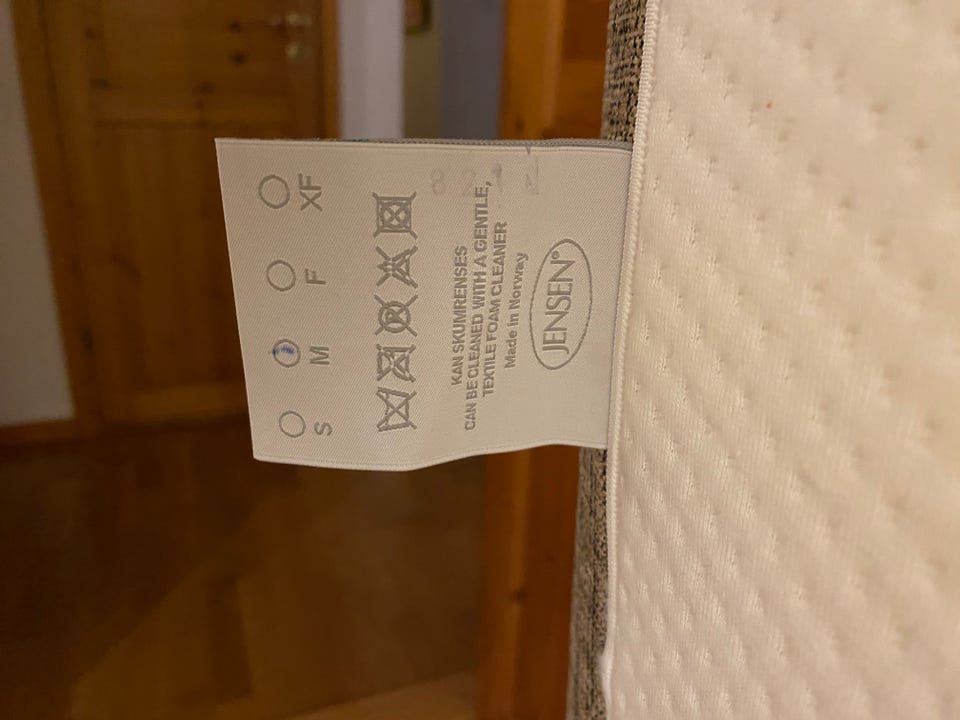 S M F XF
KAN SKUMRENSES
CAN BE CLEANED WITH A GENTLE,
TEXTILE FOAM CLEANER
Made in Norway
JENSEN®